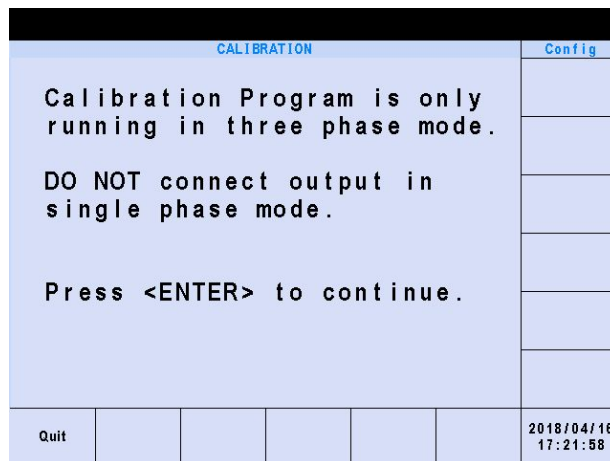 CALIBRATION
Config
Calibration Program is only
running in three phase mode.
DO NOT connect output in
single phase mode.
Press <ENTER> to continue.
Quit
2018/04/16
17:21:58